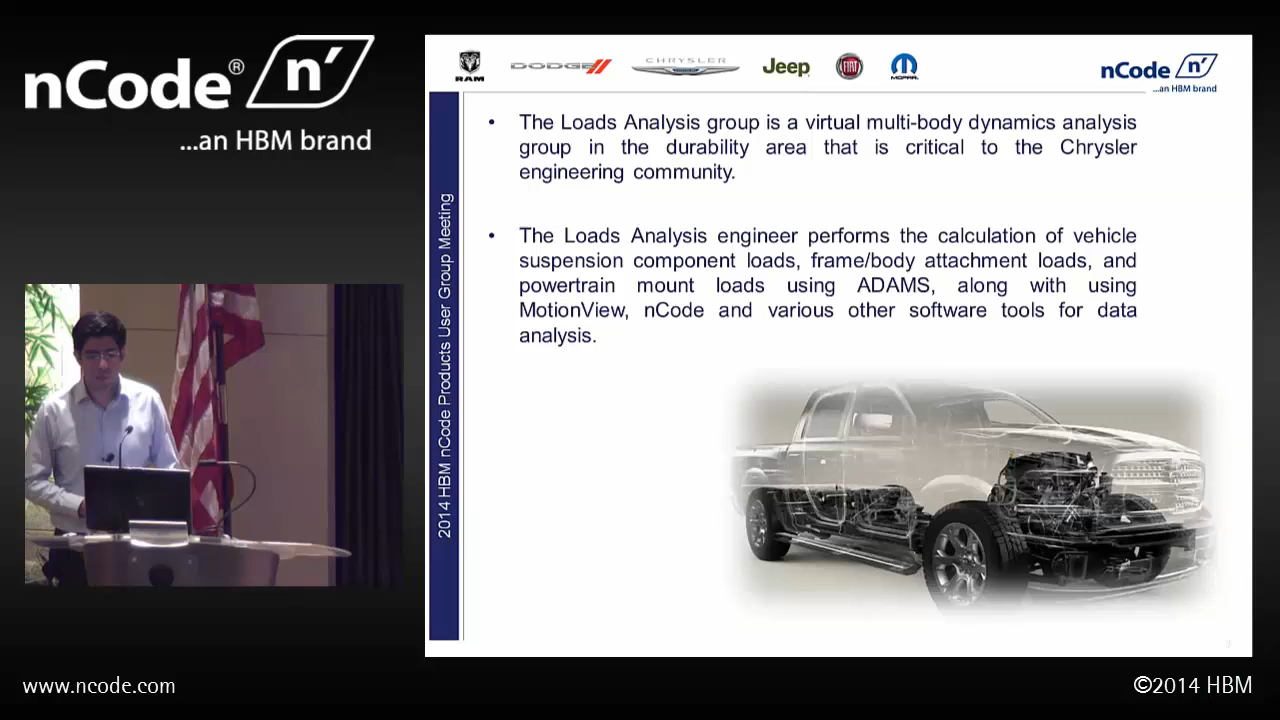 nCode® n'
...an HBM brand
RAM
DODGE
CHRYSLER
Jeep
FIAT
MOPAR
nCode n'
...an HBM brand
2014 HBM nCode Products User Group Meeting
• The Loads Analysis group is a virtual multi-body dynamics analysis
group in the durability area that is critical to the Chrysler
engineering community.
• The Loads Analysis engineer performs the calculation of vehicle
suspension component loads, frame/body attachment loads, and
powertrain mount loads using ADAMS, along with using
MotionView, nCode and various other software tools for data
analysis.
www.ncode.com
©2014 HBM